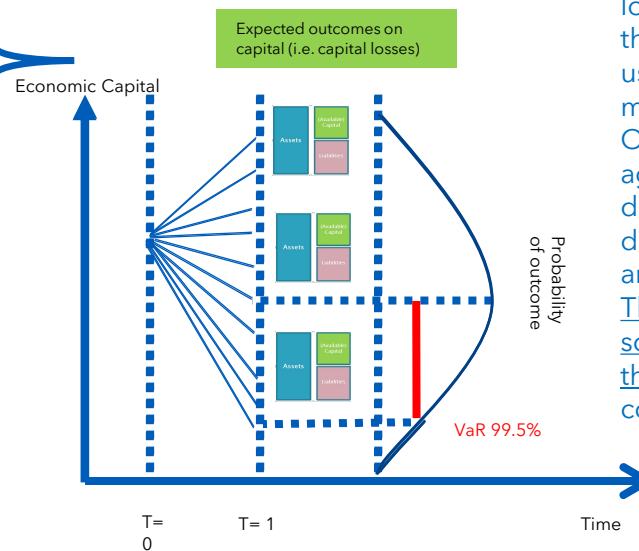 Expected outcomes on
capital (i.e. capital losses)
Economic Capital
Assets
(Available)
Capital
Liabilities
Assets
(Available)
Capital
Liabilities
Assets
(Available)
Capital
Liabilities
Probability
of outcome
VaR 99.5%
T=
0
T= 1
Time